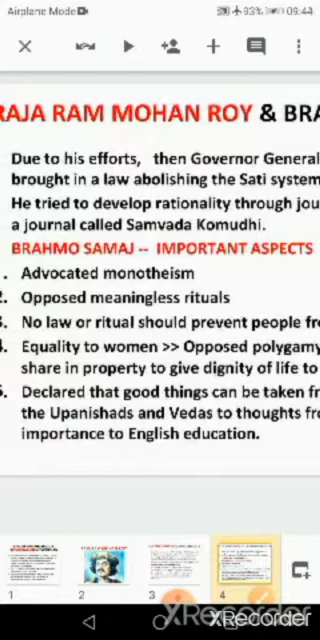 Airplane Mode 93% 09:44
RAJA RAM MOHAN ROY & BRA
Due to his efforts, then Governor General
brought in a law abolishing the Sati system
He tried to develop rationality through jou
a journal called Samvada Komudhi.
BRAHMO SAMAJ -- IMPORTANT ASPECTS
. Advocated monotheism
2. Opposed meaningless rituals
3. No law or ritual should prevent people fr
4. Equality to women >> Opposed polygamy
share in property to give dignity of life to
5. Declared that good things can be taken fr
the Upanishads and Vedas to thoughts fr
importance to English education.
1 2 3 4
XRecorder